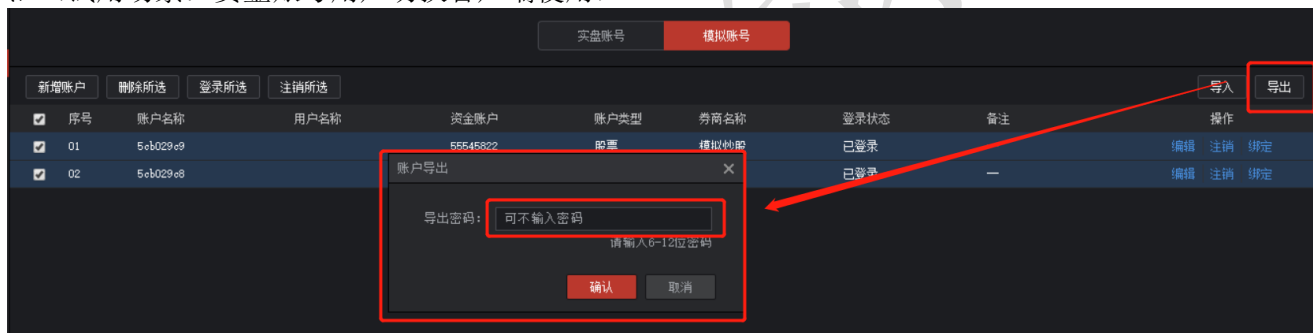 实盘账号 模拟账号
新增账户 删除所选 登录所选 注销所选 导入 导出
序号 账户名称 用户名称 资金账户 账户类型 券商名称 登录状态 备注 操作
01 5cb029c9 55545822 股票 模拟炒股 已登录 编辑 注销 绑定
02 5cb029c8 已登录 — 编辑 注销 绑定
账户导出 ×
导出密码： 可不输入密码
请输入6-12位密码
确认 取消